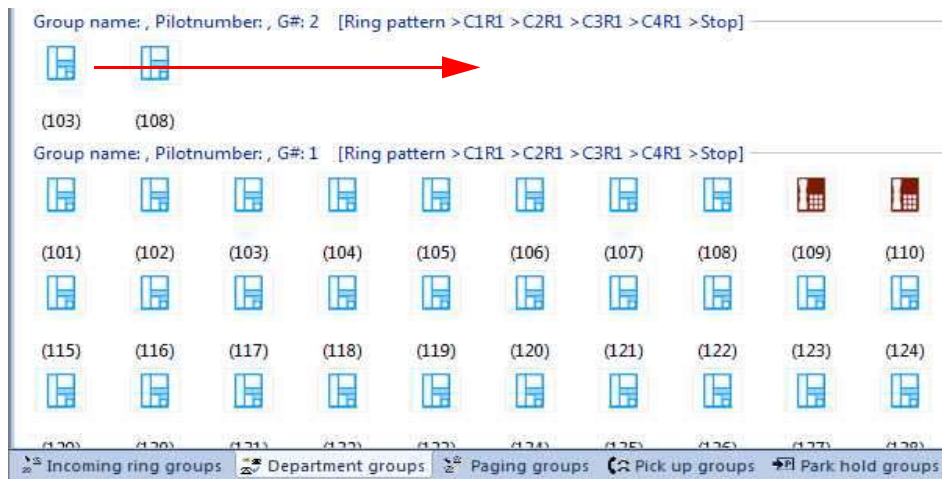 Group name: , Pilotnumber: , G#: 2 [Ring pattern >C1R1 >C2R1 >C3R1 >C4R1 >Stop]
(103) (108)
Group name: , Pilotnumber: , G#: 1 [Ring pattern >C1R1 >C2R1 >C3R1 >C4R1 >Stop]
(101) (102) (103) (104) (105) (106) (107) (108) (109) (110)
(115) (116) (117) (118) (119) (120) (121) (122) (123) (124)
Incoming ring groups Department groups Paging groups Pick up groups Park hold groups